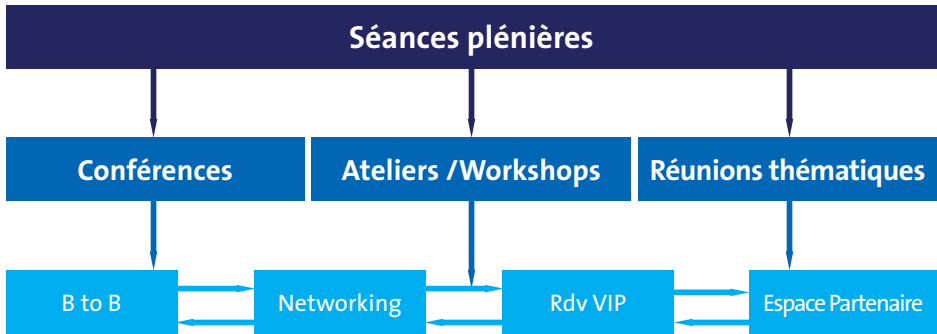 Séances plénières
Conférences
Ateliers /Workshops
Réunions thématiques
B to B
Networking
Rdv VIP
Espace Partenaire